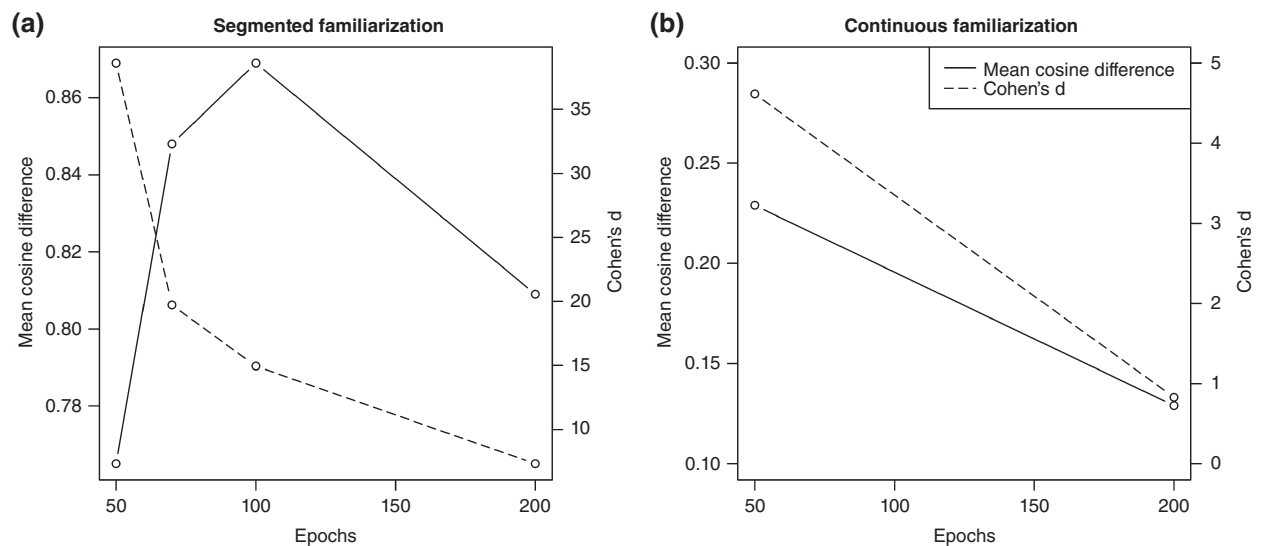 (a)
Segmented familiarization
Mean cosine difference
0.86
0.84
0.82
0.80
0.78
35
30
25
20
15
10
Cohen's d
50
100
150
200
Epochs
(b)
Continuous familiarization
Mean cosine difference
0.30
0.25
0.20
0.15
0.10
Mean cosine difference
Cohen's d
5
4
3
2
1
0
Cohen's d
50
100
150
200
Epochs